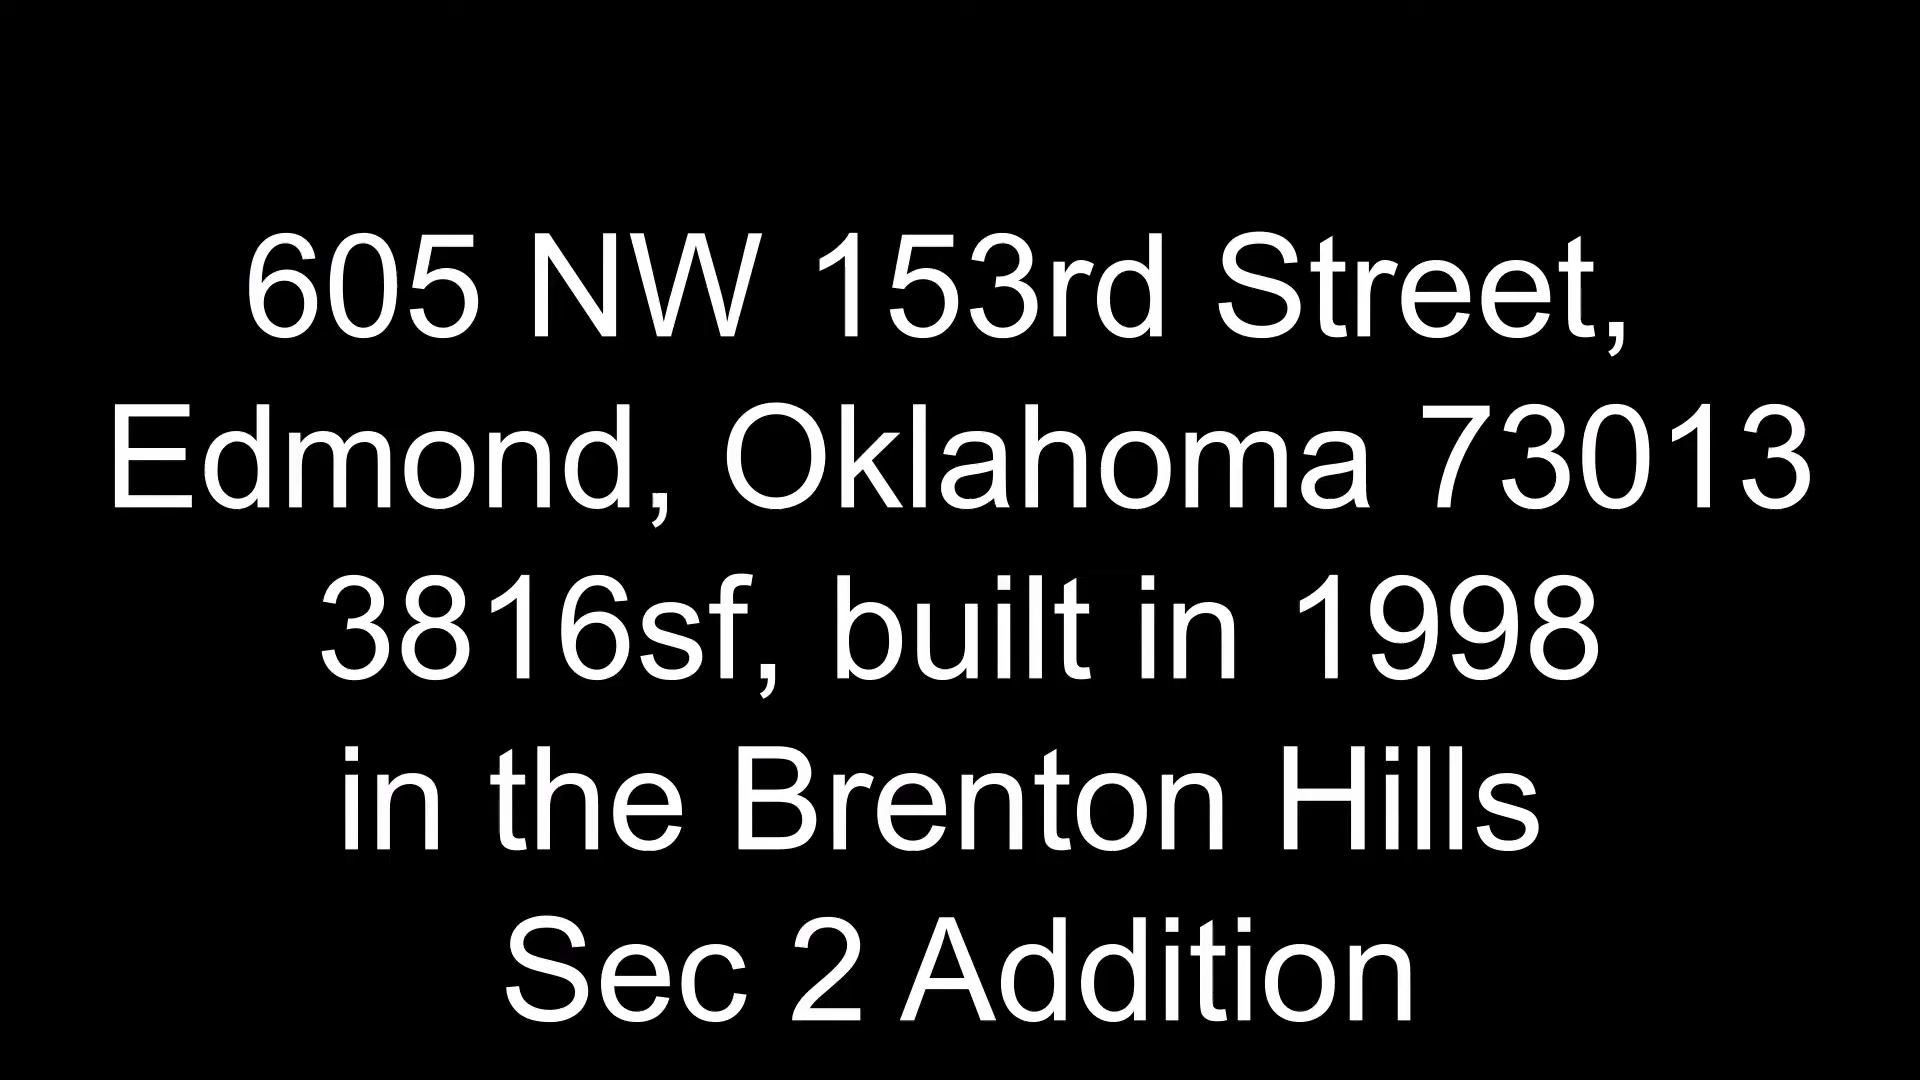 605 NW 153rd Street,
Edmond, Oklahoma 73013
3816sf, built in 1998
in the Brenton Hills
Sec 2 Addition